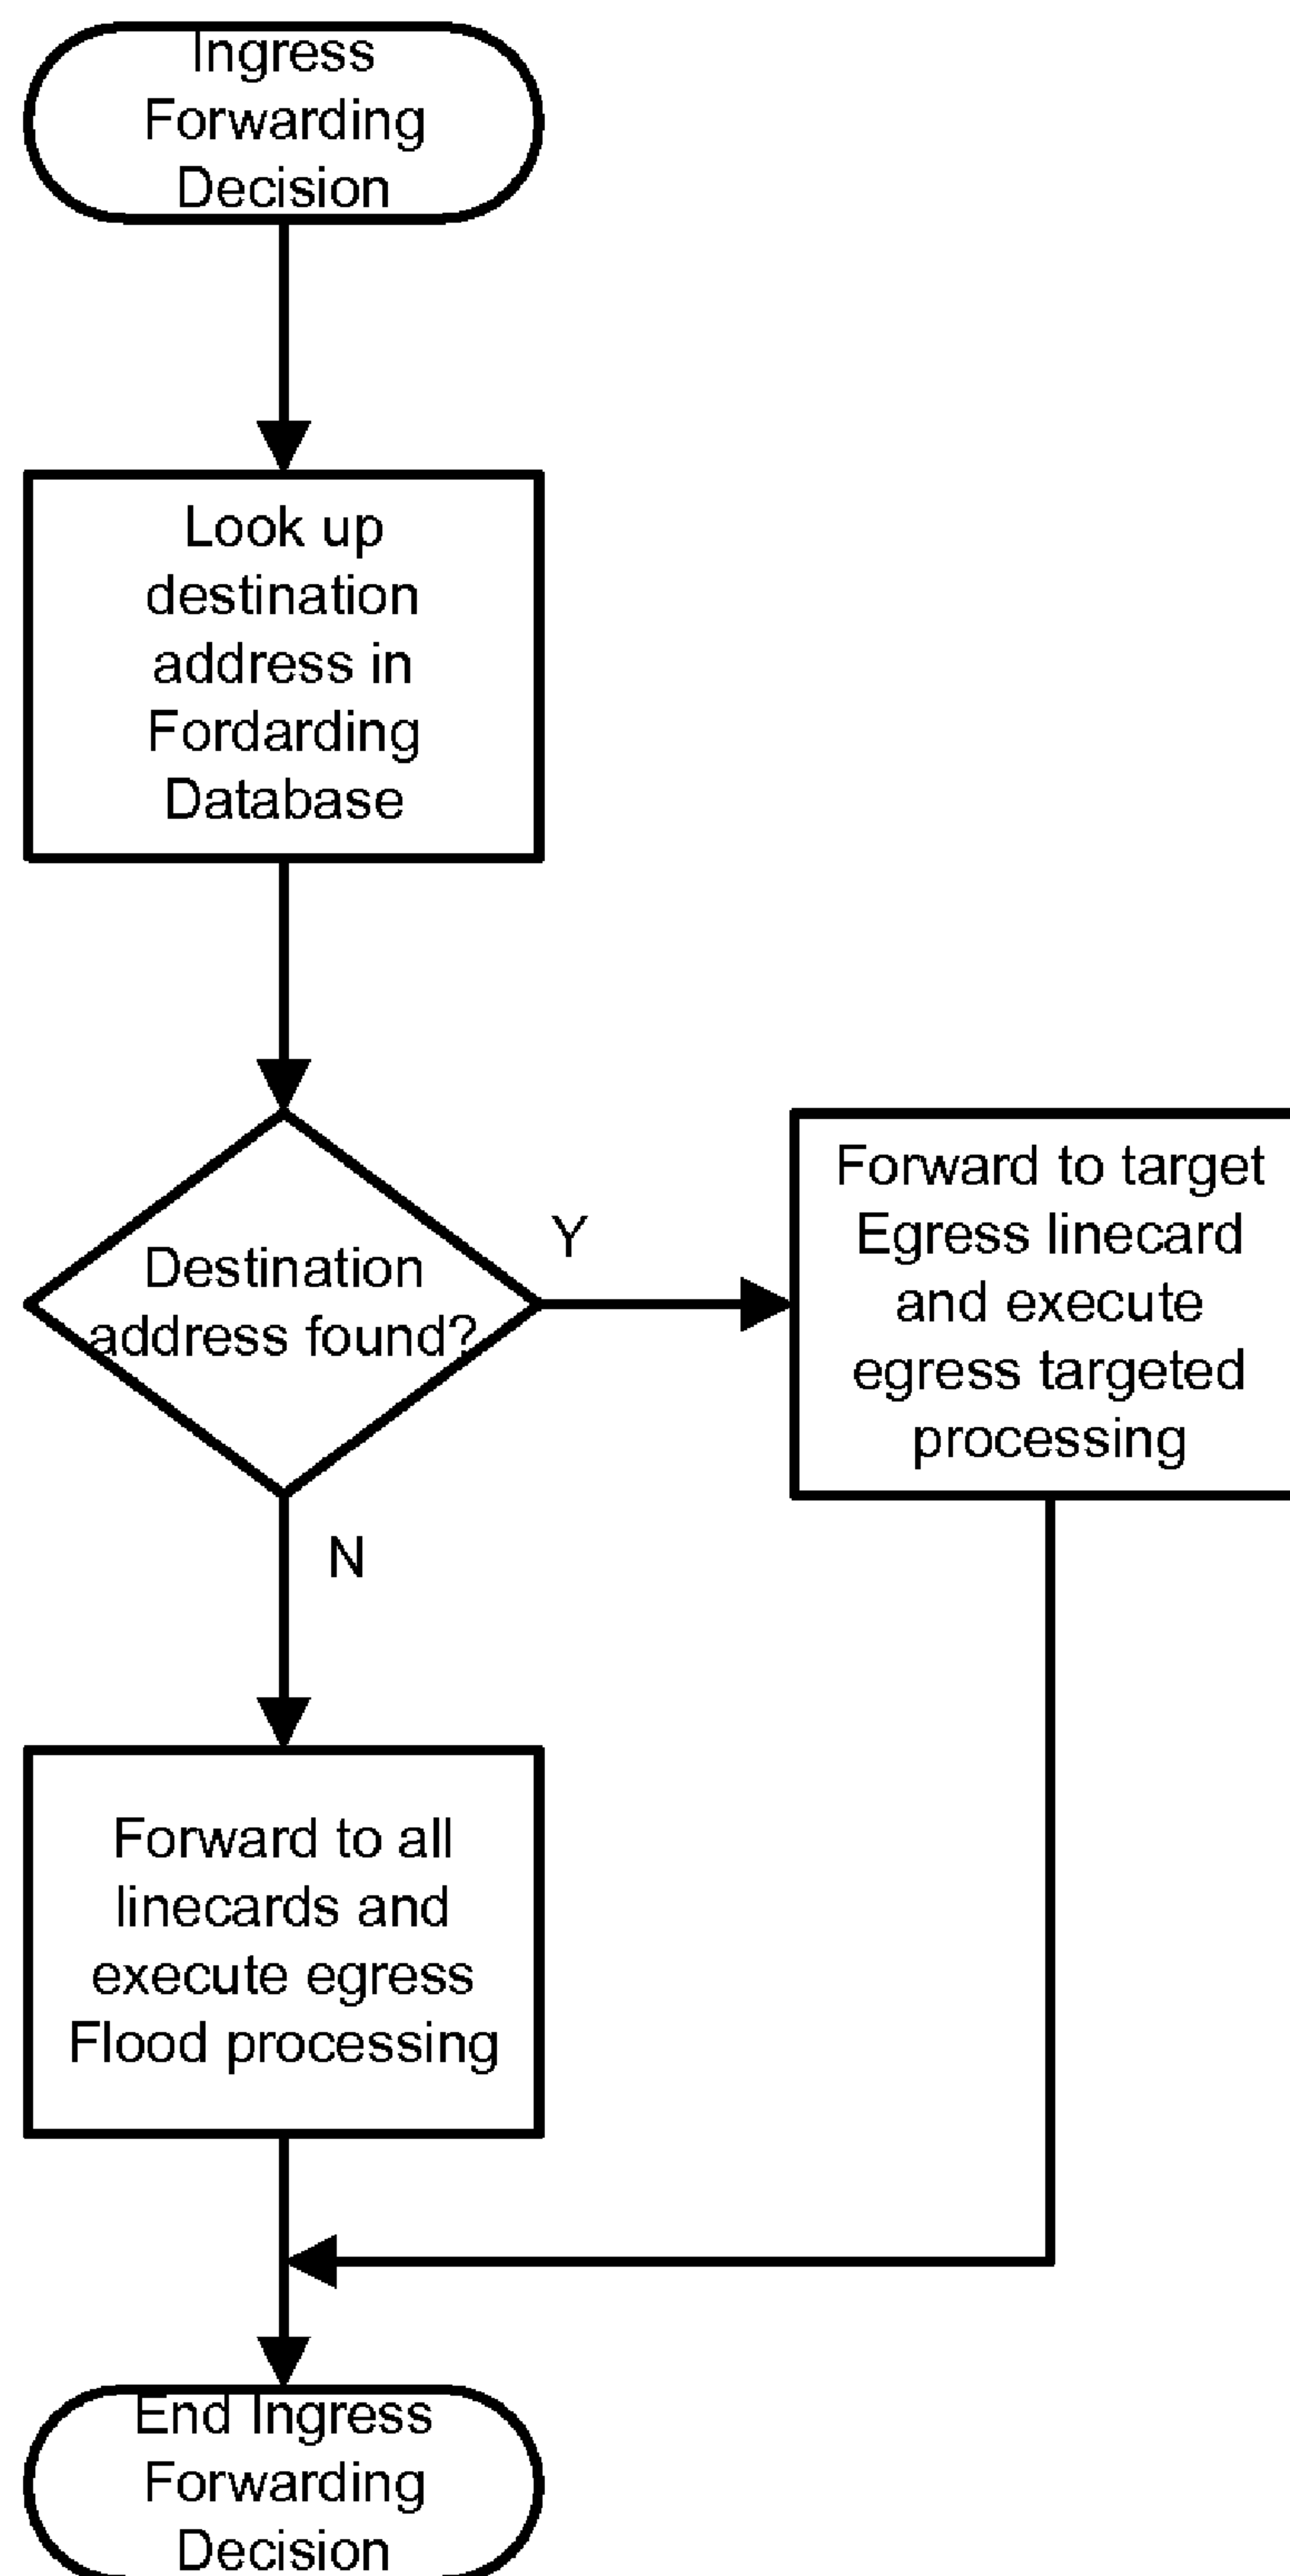 Ingress
Forwarding
Decision
Look up
destination
address in
Fordarding
Database
Destination
address found?
Y
Forward to target
Egress linecard
and execute
egress targeted
processing
N
Forward to all
linecards and
execute egress
Flood processing
End Ingress
Forwarding
Decision